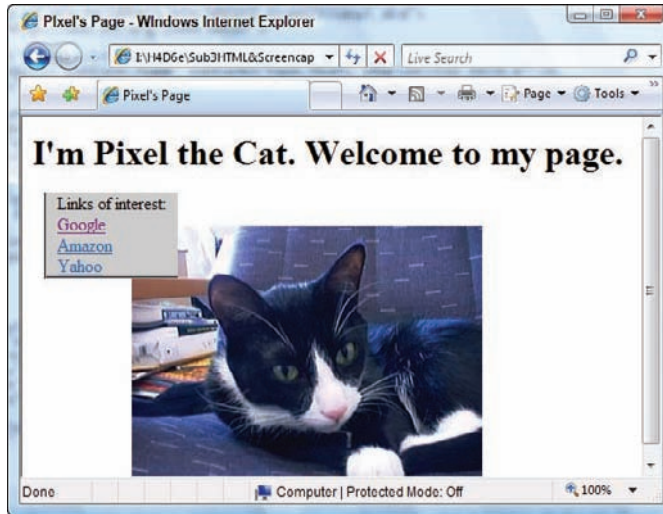 PIxel's Page - WIndows Internet Explorer
I:\H4D6e\Sub3HTML&Screencap
Live Search
Pixel's Page
Page
Tools
I'm Pixel the Cat. Welcome to my page.
Links of interest:
Google
Amazon
Yahoo
Done
Computer | Protected Mode: Off
100%